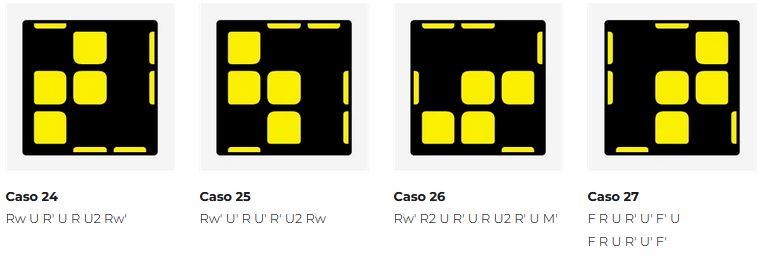 Caso 24
Rw U R' U R U2 Rw'
Caso 25
Rw' U' R U' R' U2 Rw
Caso 26
Rw' R2 U R' U R U2 R' U M'
Caso 27
F R U R' U' F' U
F R U R' U' F'